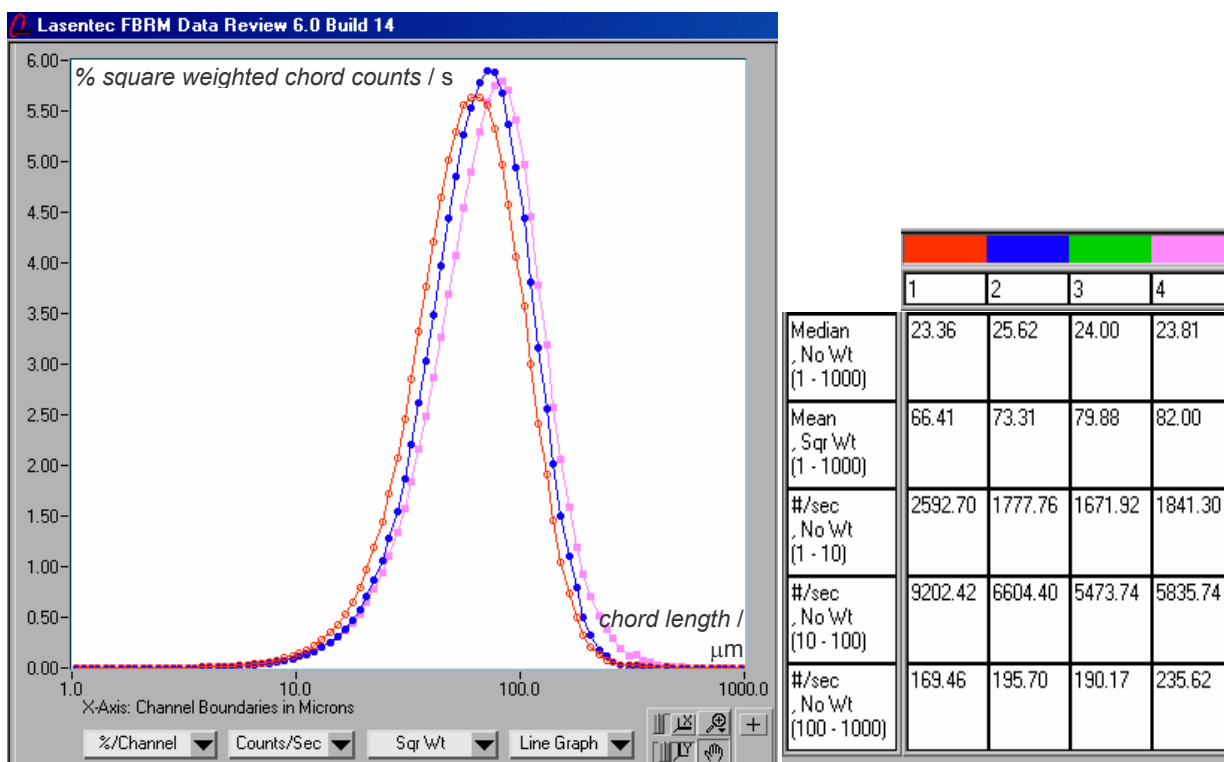 Lasentec FBRM Data Review 6.0 Build 14
% square weighted chord counts / s
6.00
5.50
5.00
4.50
4.00
3.50
3.00
2.50
2.00
1.50
1.00
0.50
0.00
chord length /
μm
1.0 10.0 100.0 1000.0
X-Axis: Channel Boundaries in Microns
%/Channel Counts/Sec Sqr Wt Line Graph
X
Y
+
1 2 3 4
Median
, No Wt
(1 - 1000)
23.36 25.62 24.00 23.81
Mean
, Sqr Wt
(1 - 1000)
66.41 73.31 79.88 82.00
#/sec
, No Wt
(1 - 10)
2592.70 1777.76 1671.92 1841.30
#/sec
, No Wt
(10 - 100)
9202.42 6604.40 5473.74 5835.74
#/sec
, No Wt
(100 - 1000)
169.46 195.70 190.17 235.62